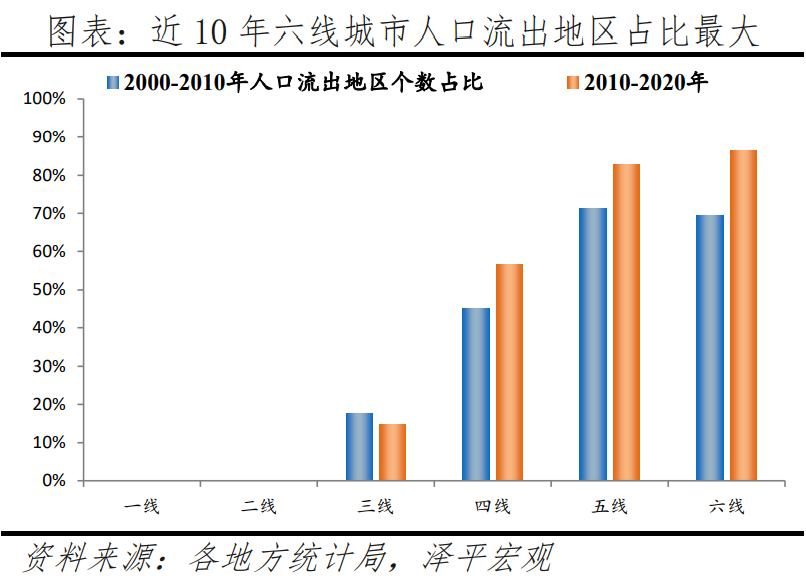 图表：近 10 年六线城市人口流出地区占比最大
2000-2010年人口流出地区个数占比 2010-2020年
100%
90%
80%
70%
60%
50%
40%
30%
20%
10%
0%
一线 二线 三线 四线 五线 六线
资料来源：各地方统计局，泽平宏观